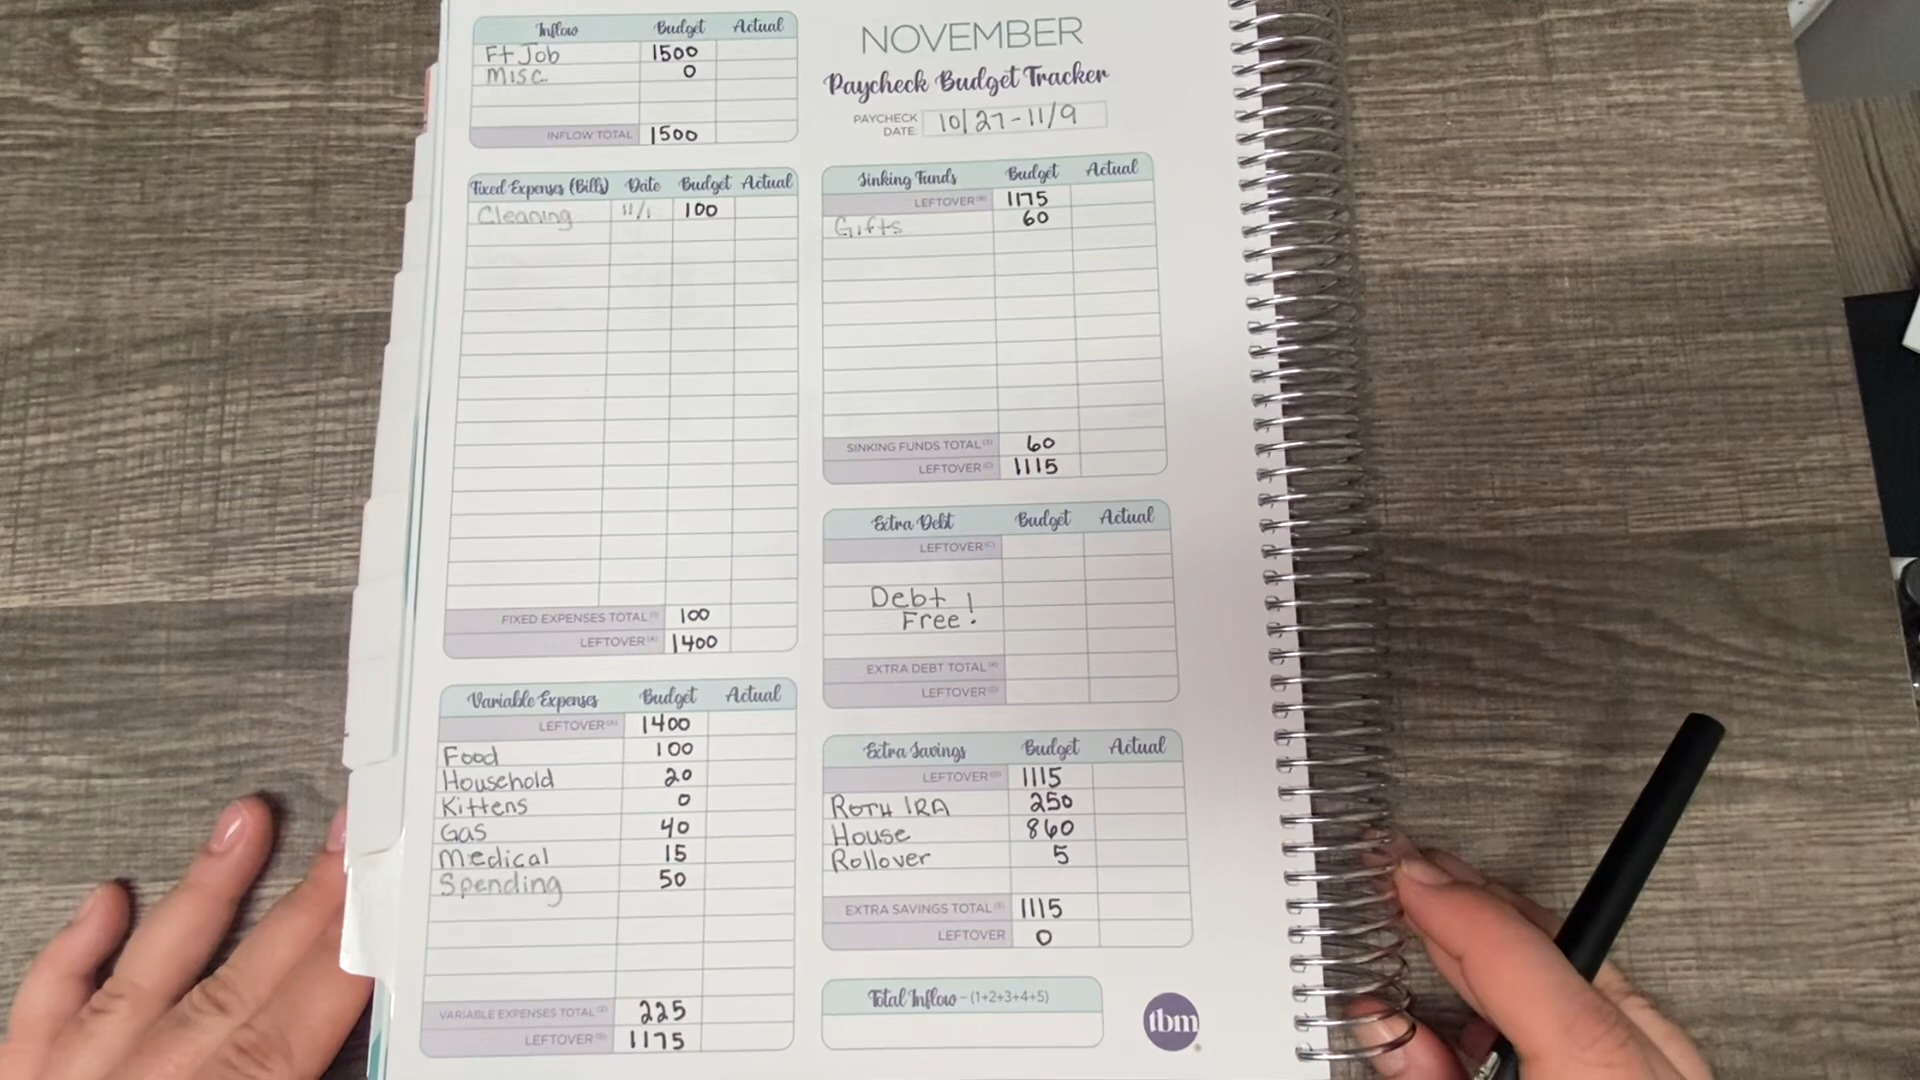 Inflow Budget Actual
Ft Job 1500
Misc. 0
INFLOW TOTAL 1500
Fixed Expenses (Bills) Date Budget Actual
Cleaning 11/1 100
FIXED EXPENSES TOTAL (1) 100
LEFTOVER (A) 1400
Variable Expenses Budget Actual
LEFTOVER (A) 1400
Food 100
Household 20
Kittens 0
Gas 40
Medical 15
Spending 50
VARIABLE EXPENSES TOTAL (2) 225
LEFTOVER (B) 1175
NOVEMBER
Paycheck Budget Tracker
PAYCHECK
DATE: 10/27-11/9
Sinking Funds Budget Actual
LEFTOVER (B) 1175
Gifts 60
SINKING FUNDS TOTAL (3) 60
LEFTOVER (C) 1115
Extra Debt Budget Actual
LEFTOVER (C)
Debt
Free!
EXTRA DEBT TOTAL (4)
LEFTOVER (D)
Extra Savings Budget Actual
LEFTOVER (D) 1115
ROTH IRA 250
House 860
Rollover 5
EXTRA SAVINGS TOTAL (5) 1115
LEFTOVER 0
Total Inflow - (1+2+3+4+5)
tbm